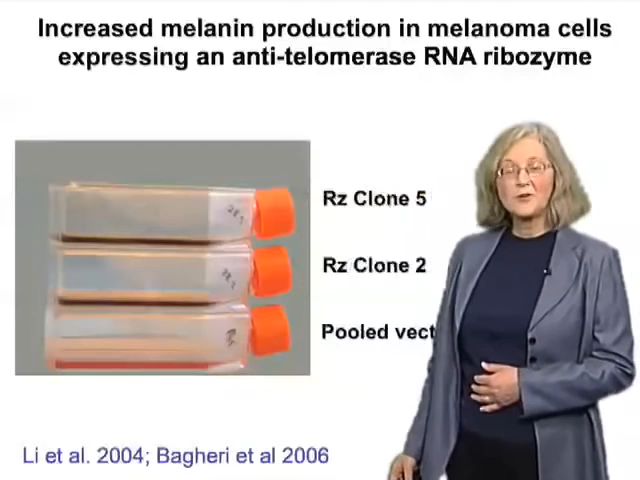 Increased melanin production in melanoma cells
expressing an anti-telomerase RNA ribozyme
Rz Clone 5
Rz Clone 2
Pooled vect
Li et al. 2004; Bagheri et al 2006